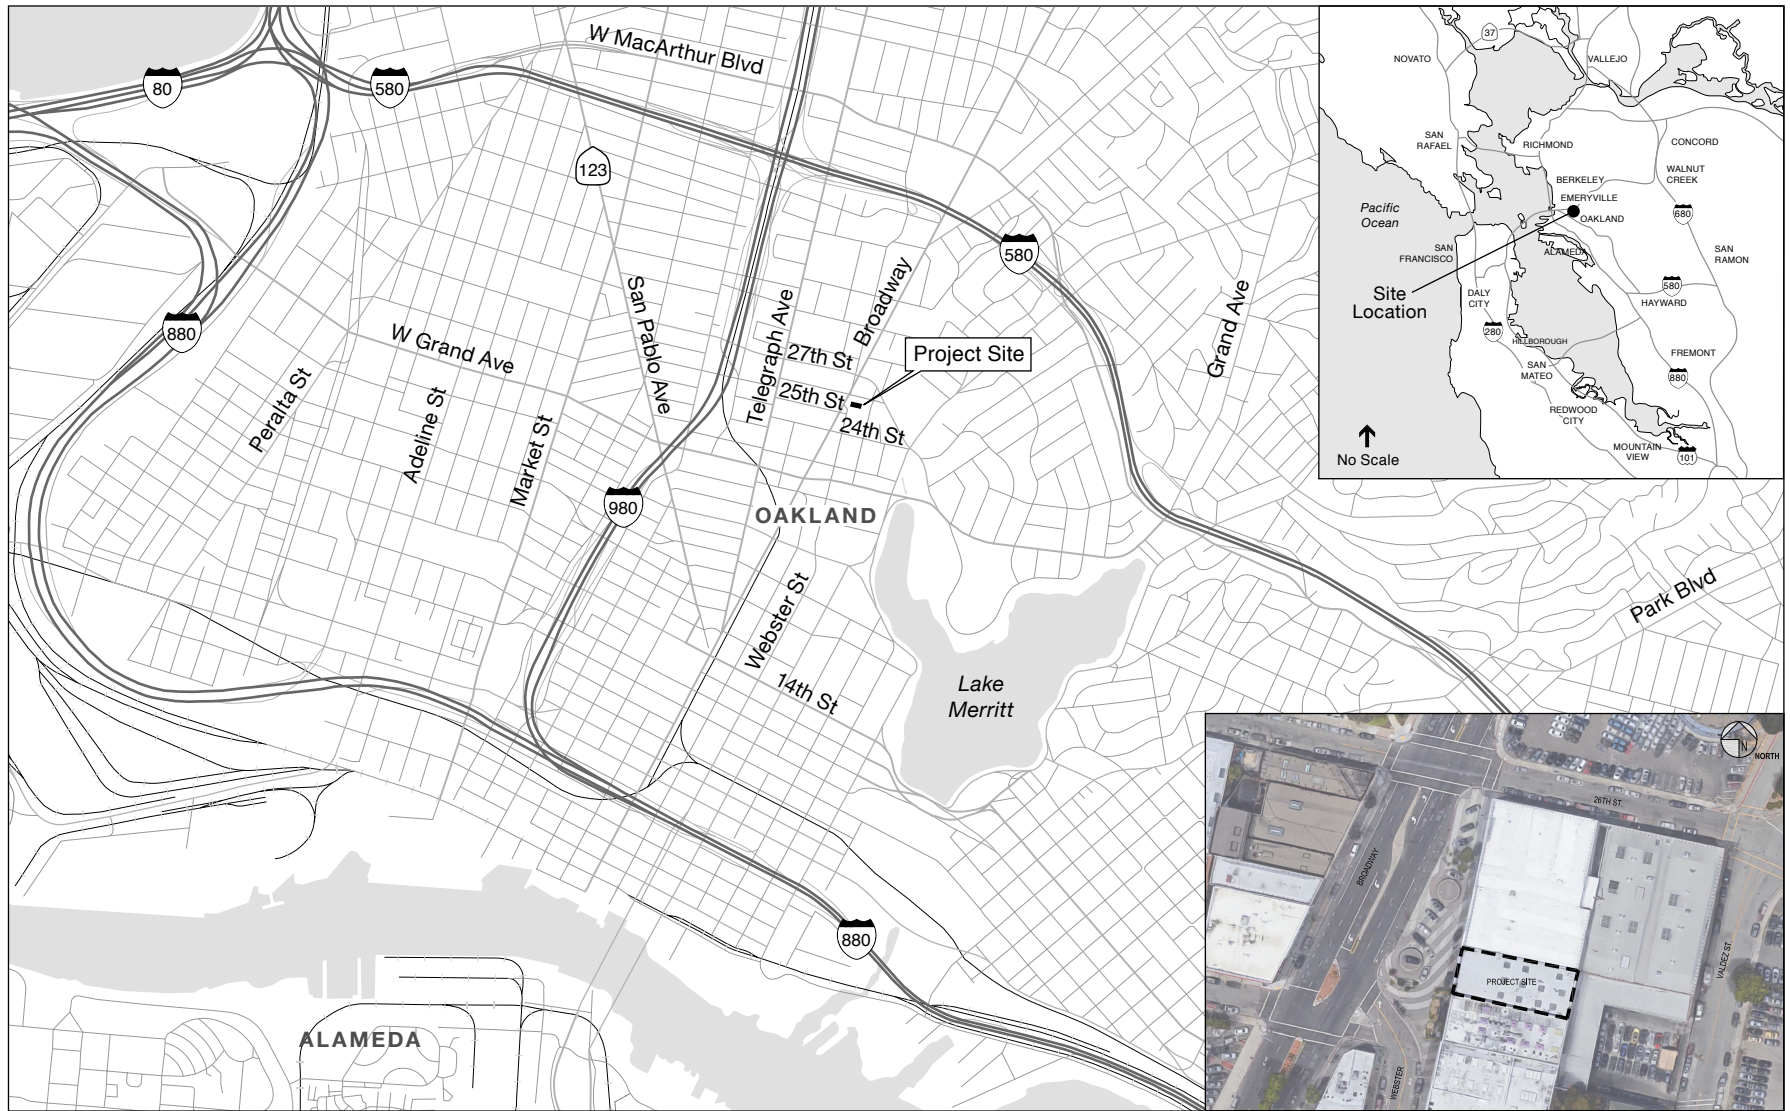 W MacArthur Blvd
80
580
123
580
880
W Grand Ave
San Pablo Ave
Telegraph Ave
Broadway
Grand Ave
27th St
Project Site
25th St
24th St
Peralta St
Adeline St
Market St
980
OAKLAND
Webster St
14th St
Lake
Merritt
Park Blvd
880
ALAMEDA
37
NOVATO
VALLEJO
SAN
RAFAEL
RICHMOND
CONCORD
WALNUT
CREEK
BERKELEY
EMERYVILLE
OAKLAND
680
Pacific
Ocean
SAN
FRANCISCO
ALAMEDA
SAN
RAMON
Site
Location
DALY
CITY
580
HAYWARD
280
HILLBOROUGH
SAN
MATEO
FREMONT
880
REDWOOD
CITY
MOUNTAIN
VIEW
101
No Scale
N
NORTH
26TH ST.
BROADWAY
VALDEZ ST.
PROJECT SITE
WEBSTER